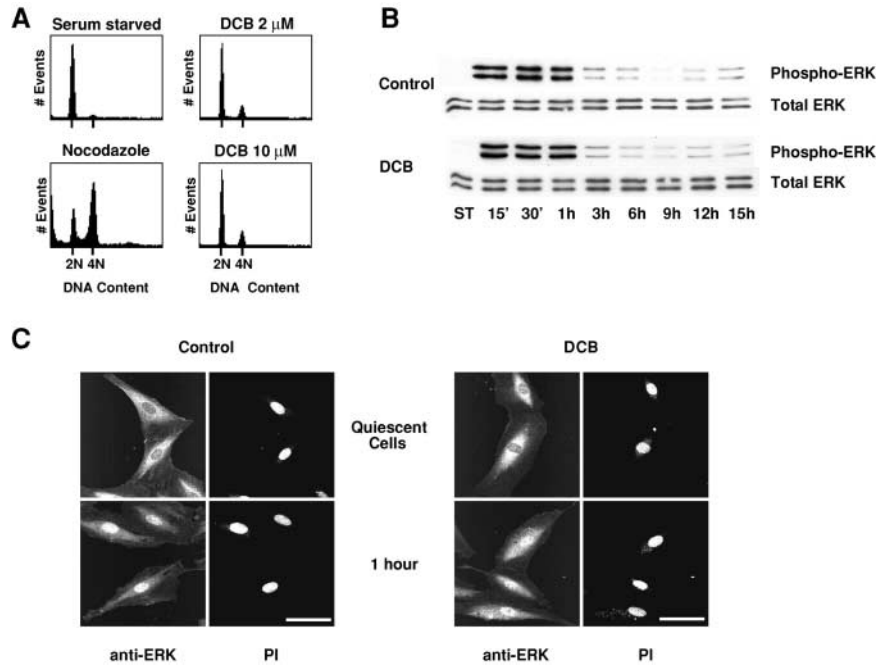 A
Serum starved
DCB 2 μM
# Events
# Events
Nocodazole
DCB 10 μM
# Events
# Events
2N 4N
2N 4N
DNA Content
DNA Content
B
Control
Phospho-ERK
Total ERK
DCB
Phospho-ERK
Total ERK
ST 15' 30' 1h 3h 6h 9h 12h 15h
C
Control
DCB
Quiescent
Cells
1 hour
anti-ERK
PI
anti-ERK
PI